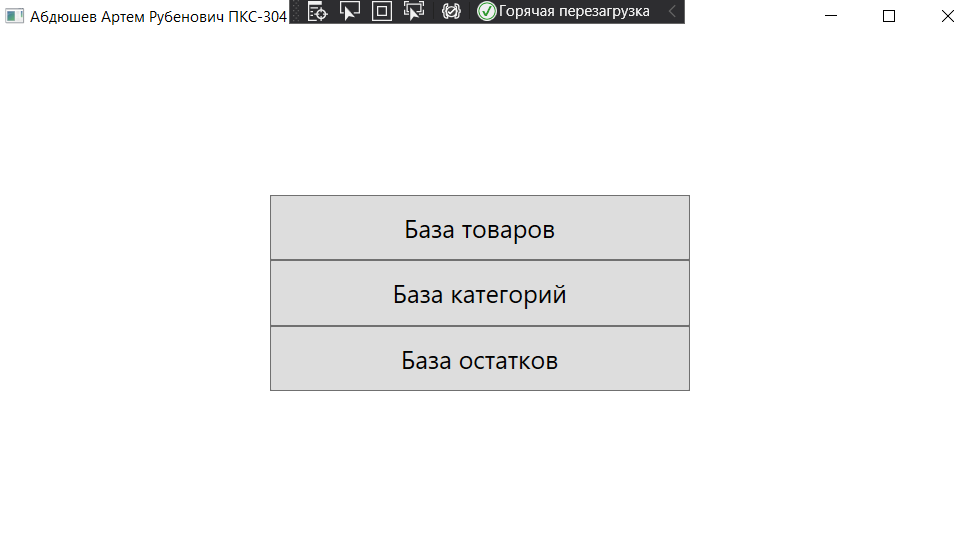 Абдюшев Артем Рубенович ПКС-304
Горячая перезагрузка
База товаров
База категорий
База остатков